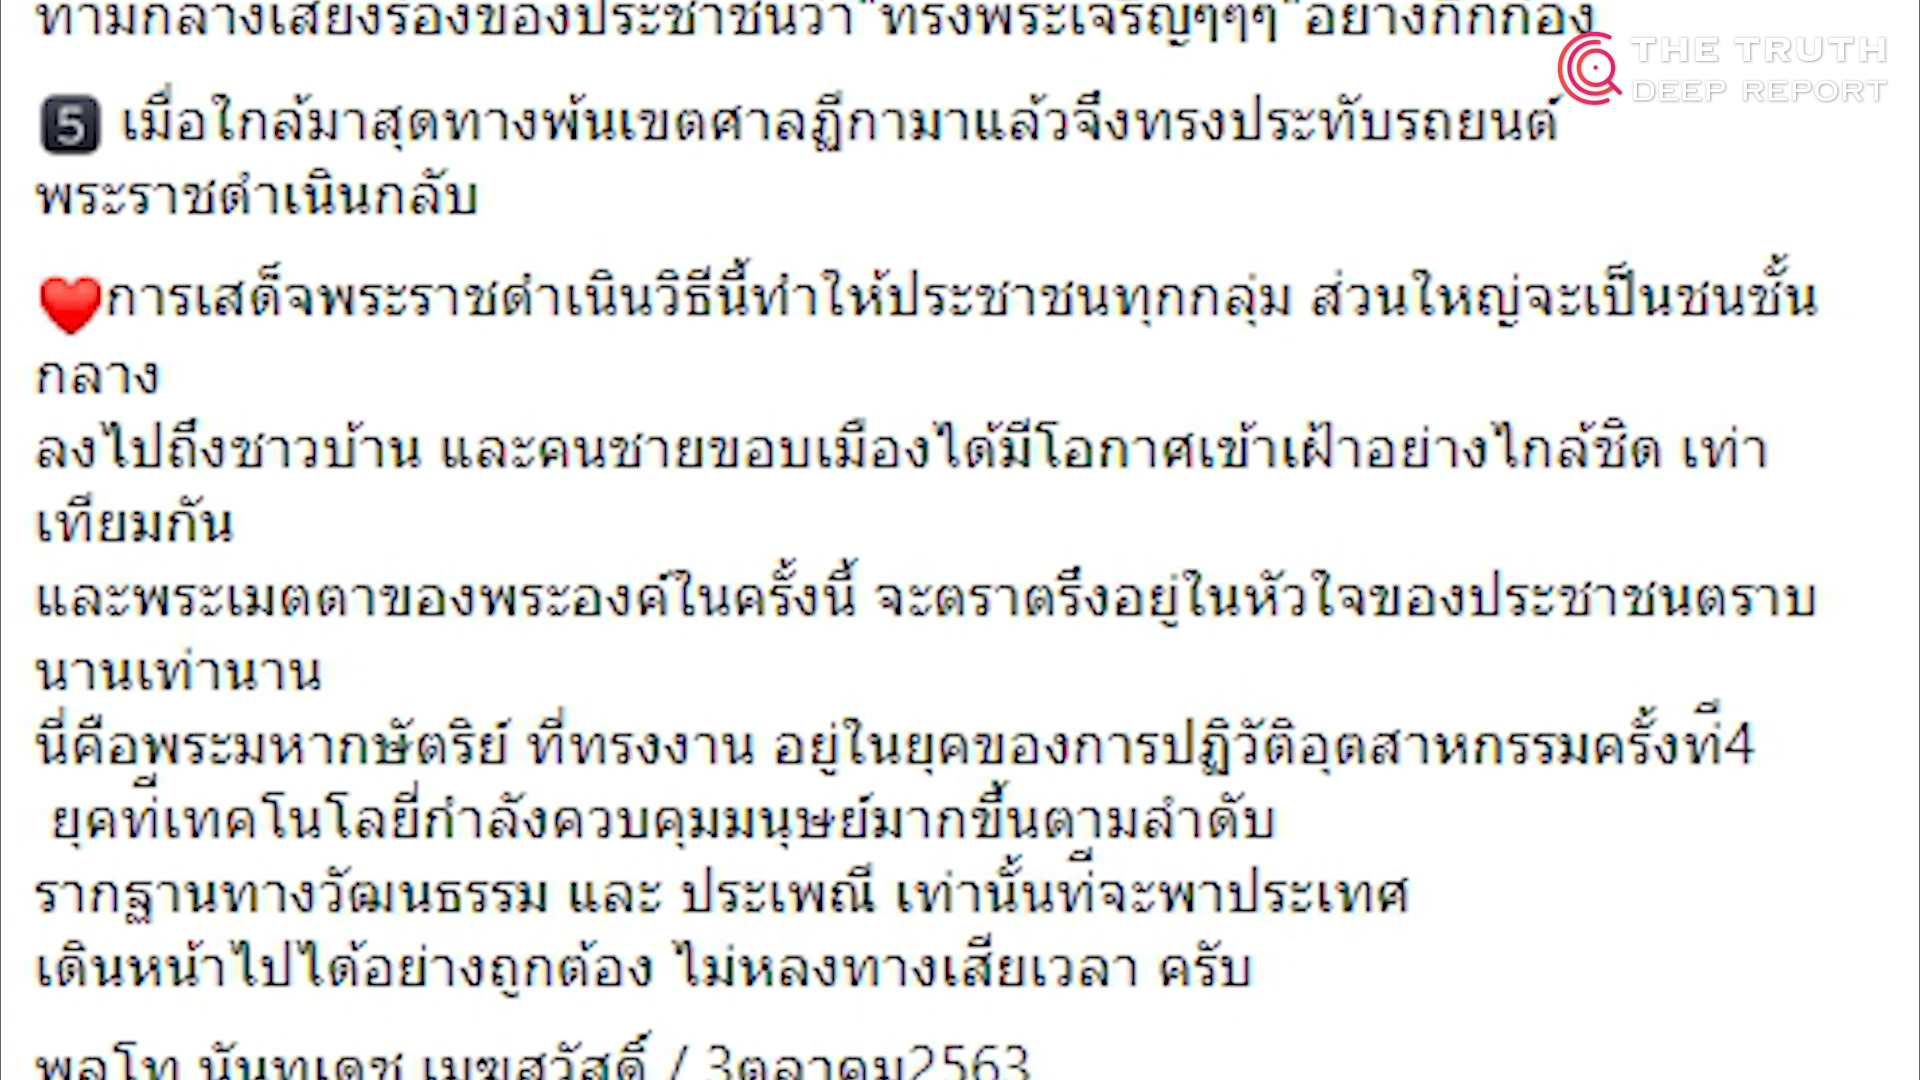 ท่ามกลางเสียงร้องของประชาชนว่า"ทรงพระเจริญๆๆๆ"อย่างกึกก้อง
THE TRUTH
DEEP REPORT
5 เมื่อใกล้มาสุดทางพ้นเขตศาลฎีกามาแล้วจึงทรงประทับรถยนต์
พระราชดำเนินกลับ
❤️การเสด็จพระราชดำเนินวิธีนี้ทำให้ประชาชนทุกกลุ่ม ส่วนใหญ่จะเป็นชนชั้น
กลาง
ลงไปถึงชาวบ้าน และคนชายขอบเมืองได้มีโอกาศเข้าเฝ้าอย่างไกล้ชิด เท่า
เทียมกัน
และพระเมตตาของพระองค์ในครั้งนี้ จะตราตรึงอยู่ในหัวใจของประชาชนตราบ
นานเท่านาน
นี่คือพระมหากษัตริย์ ที่ทรงงาน อยู่ในยุคของการปฏิวัติอุตสาหกรรมครั้งที่4
ยุคที่เทคโนโลยี่กำลังควบคุมมนุษย์มากขึ้นตามลำดับ
รากฐานทางวัฒนธรรม และ ประเพณี เท่านั้นที่จะพาประเทศ
เดินหน้าไปได้อย่างถูกต้อง ไม่หลงทางเสียเวลา ครับ
พลโท นันทเดช เมฆสวัสดิ์ / 3ตุลาคม2563